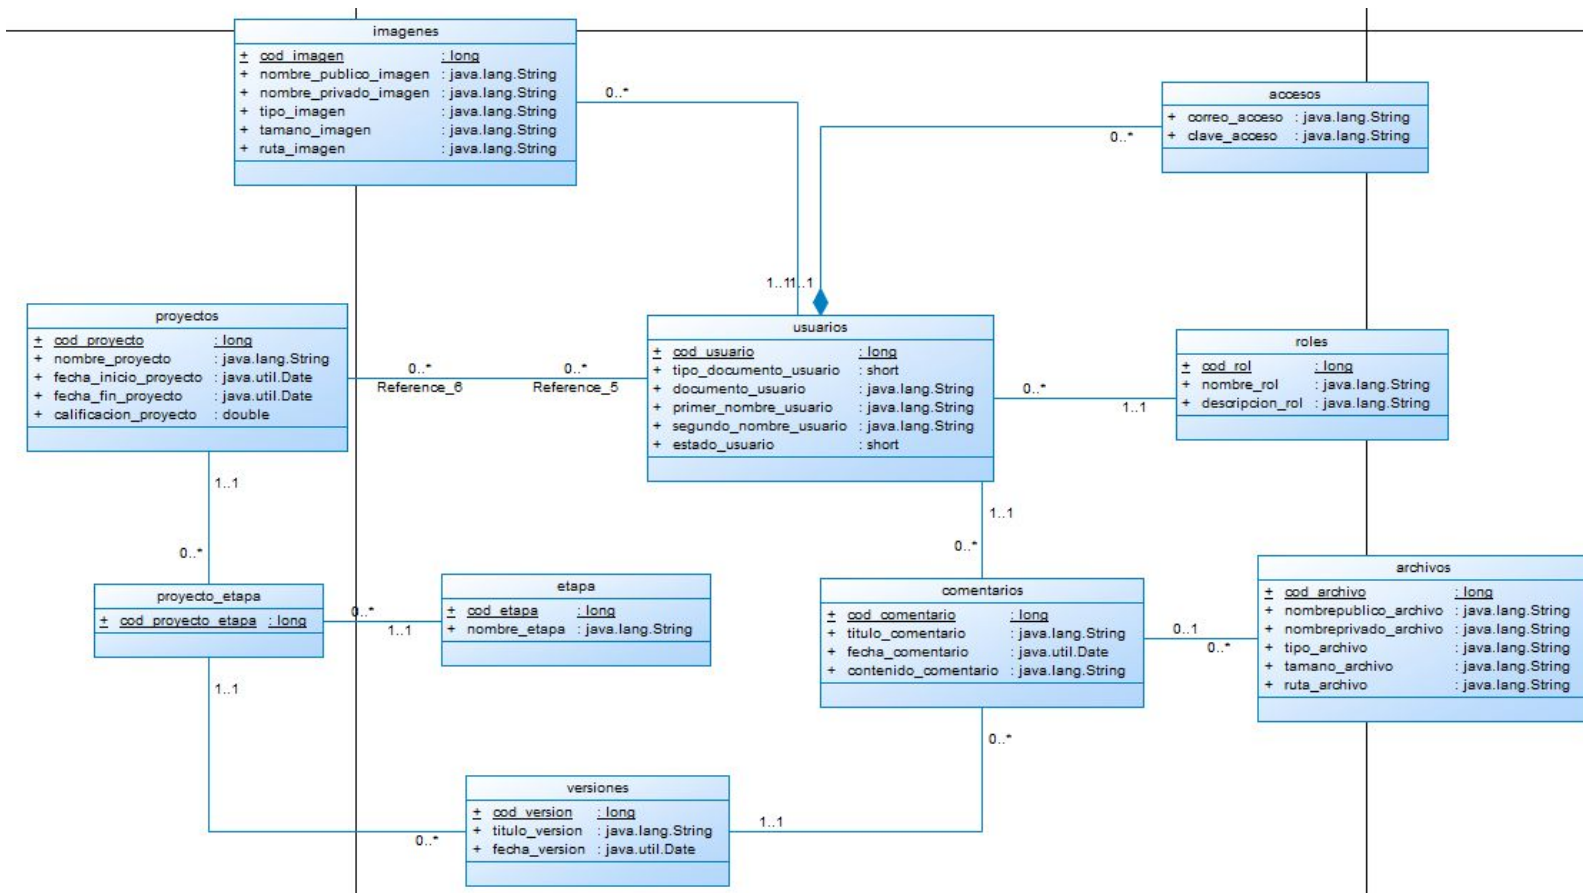 imagenes
+ cod_imagen : long
+ nombre_publico_imagen : java.lang.String
+ nombre_privado_imagen : java.lang.String
+ tipo_imagen : java.lang.String
+ tamano_imagen : java.lang.String
+ ruta_imagen : java.lang.String
0..*
accesos
+ correo_acceso : java.lang.String
+ clave_acceso : java.lang.String
0..*
1..1
1..1
proyectos
+ cod_proyecto : long
+ nombre_proyecto : java.lang.String
+ fecha_inicio_proyecto : java.util.Date
+ fecha_fin_proyecto : java.util.Date
+ calificacion_proyecto : double
0..*
Reference_6
0..*
Reference_5
usuarios
+ cod_usuario : long
+ tipo_documento_usuario : short
+ documento_usuario : java.lang.String
+ primer_nombre_usuario : java.lang.String
+ segundo_nombre_usuario : java.lang.String
+ estado_usuario : short
0..*
1..1
roles
+ cod_rol : long
+ nombre_rol : java.lang.String
+ descripcion_rol : java.lang.String
1..1
0..*
1..1
0..*
proyecto_etapa
+ cod_proyecto_etapa : long
0..*
1..1
etapa
+ cod_etapa : long
+ nombre_etapa : java.lang.String
comentarios
+ cod_comentario : long
+ titulo_comentario : java.lang.String
+ fecha_comentario : java.util.Date
+ contenido_comentario : java.lang.String
0..1
0..*
archivos
+ cod_archivo : long
+ nombrepublico_archivo : java.lang.String
+ nombreprivado_archivo : java.lang.String
+ tipo_archivo : java.lang.String
+ tamano_archivo : java.lang.String
+ ruta_archivo : java.lang.String
1..1
0..*
0..*
1..1
versiones
+ cod_version : long
+ titulo_version : java.lang.String
+ fecha_version : java.util.Date